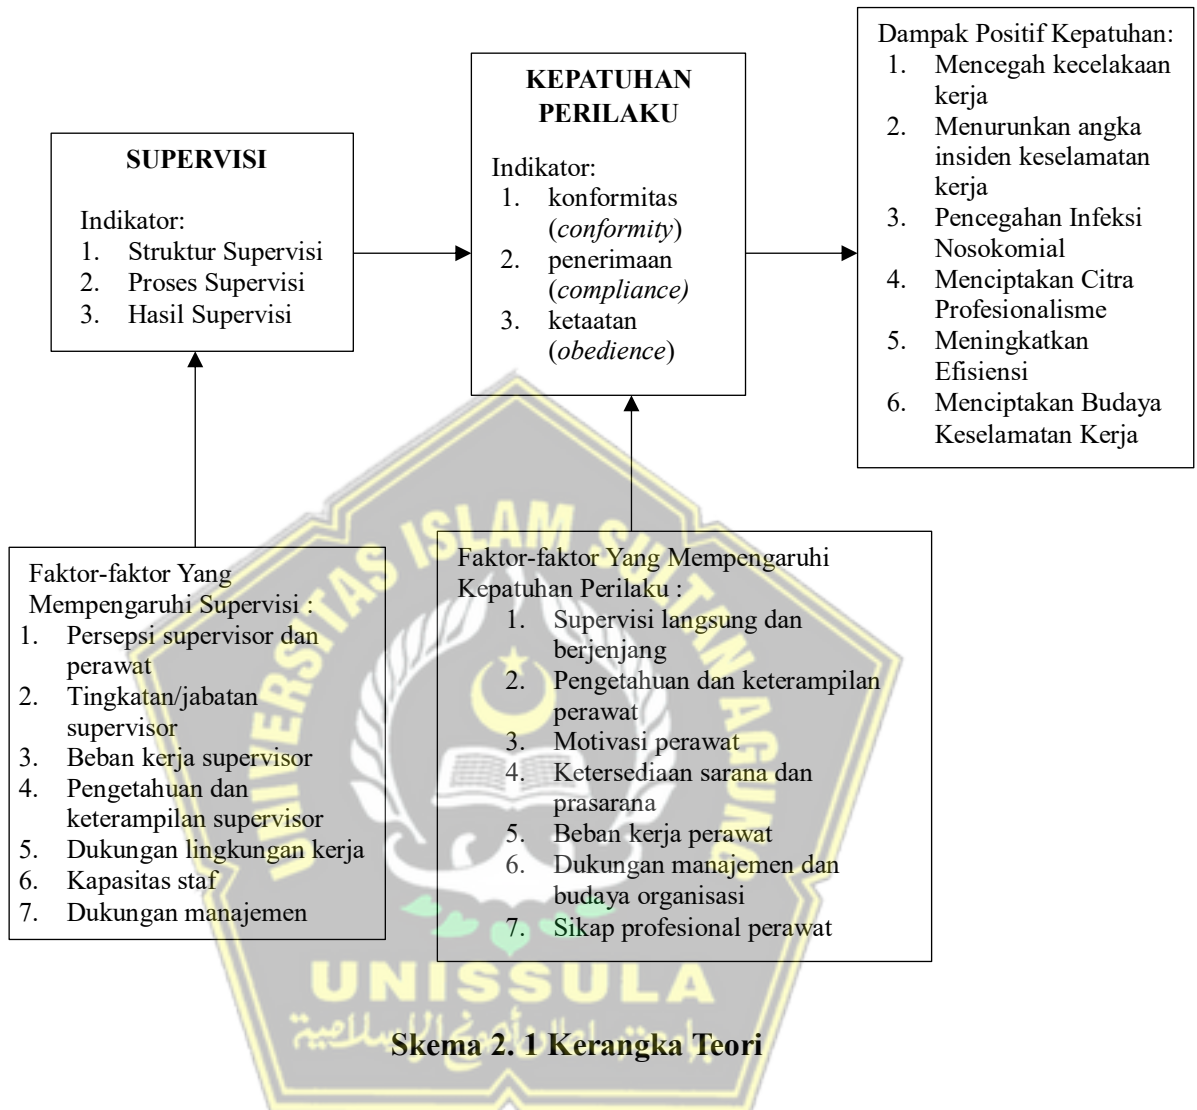 SUPERVISI
Indikator:
1. Struktur Supervisi
2. Proses Supervisi
3. Hasil Supervisi
KEPATUHAN
PERILAKU
Indikator:
1. konformitas
(conformity)
2. penerimaan
(compliance)
3. ketaatan
(obedience)
Dampak Positif Kepatuhan:
1. Mencegah kecelakaan
kerja
2. Menurunkan angka
insiden keselamatan
kerja
3. Pencegahan Infeksi
Nosokomial
4. Menciptakan Citra
Profesionalisme
5. Meningkatkan
Efisiensi
6. Menciptakan Budaya
Keselamatan Kerja
Faktor-faktor Yang
Mempengaruhi Supervisi :
1. Persepsi supervisor dan
perawat
2. Tingkatan/jabatan
supervisor
3. Beban kerja supervisor
4. Pengetahuan dan
keterampilan supervisor
5. Dukungan lingkungan kerja
6. Kapasitas staf
7. Dukungan manajemen
Faktor-faktor Yang Mempengaruhi
Kepatuhan Perilaku :
1. Supervisi langsung dan
berjenjang
2. Pengetahuan dan keterampilan
perawat
3. Motivasi perawat
4. Ketersediaan sarana dan
prasarana
5. Beban kerja perawat
6. Dukungan manajemen dan
budaya organisasi
7. Sikap profesional perawat
UNIVERSITAS ISLAM SULTAN AGUNG
UNISSULA
Skema 2. 1 Kerangka Teori